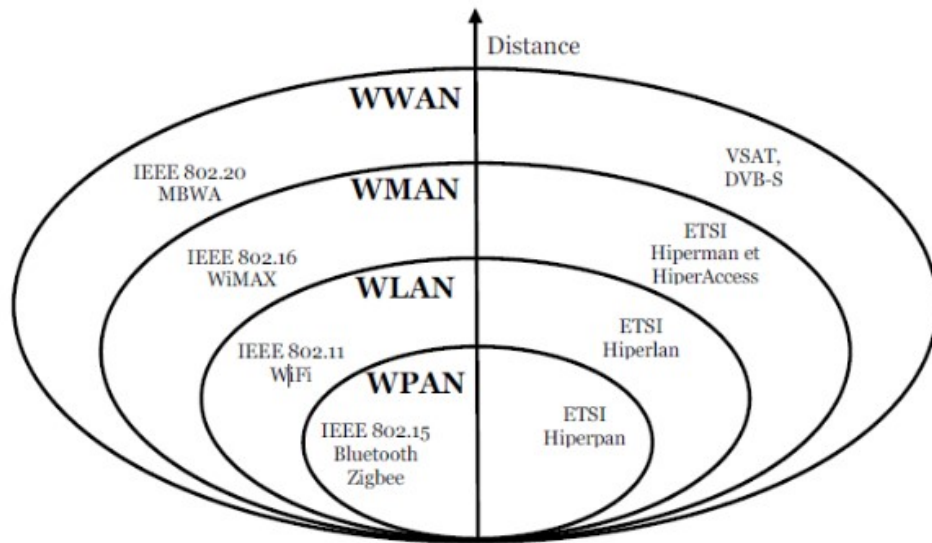 Distance
WWAN
IEEE 802.20
MBWA
VSAT,
DVB-S
WMAN
IEEE 802.16
WiMAX
ETSI
Hiperman et
HiperAccess
WLAN
IEEE 802.11
WiFi
ETSI
Hiperlan
WPAN
IEEE 802.15
Bluetooth
Zigbee
ETSI
Hiperpan